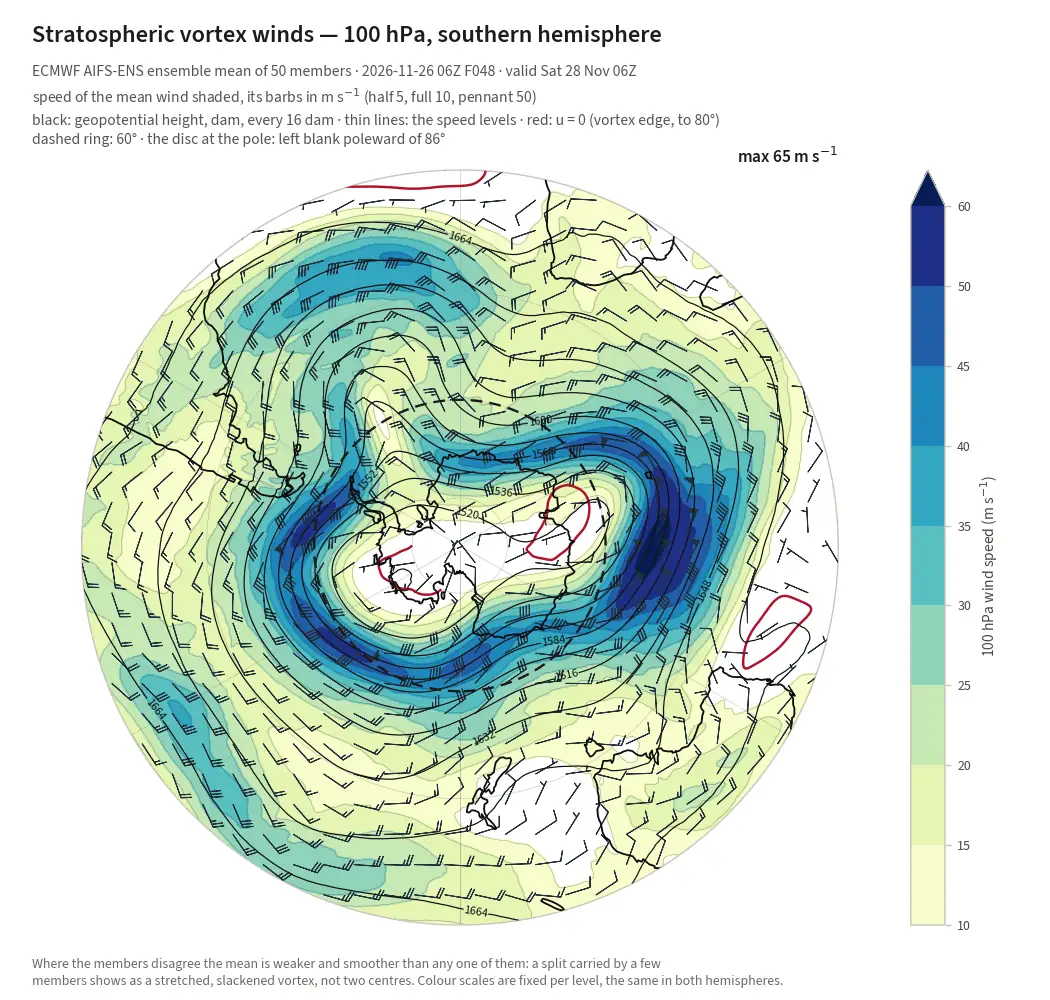 Stratospheric vortex winds — 100 hPa, southern hemisphere
ECMWF AIFS-ENS ensemble mean of 50 members · 2026-11-26 06Z F048 · valid Sat 28 Nov 06Z
speed of the mean wind shaded, its barbs in m s⁻¹ (half 5, full 10, pennant 50)
black: geopotential height, dam, every 16 dam · thin lines: the speed levels · red: u = 0 (vortex edge, to 80°)
dashed ring: 60° · the disc at the pole: left blank poleward of 86°
max 65 m s⁻¹
60
50
45
40
35
30
25
20
15
10
100 hPa wind speed (m s⁻¹)
1664
1536
1520
1648
1584
1616
1664
1632
1664
Where the members disagree the mean is weaker and smoother than any one of them: a split carried by a few
members shows as a stretched, slackened vortex, not two centres. Colour scales are fixed per level, the same in both hemispheres.